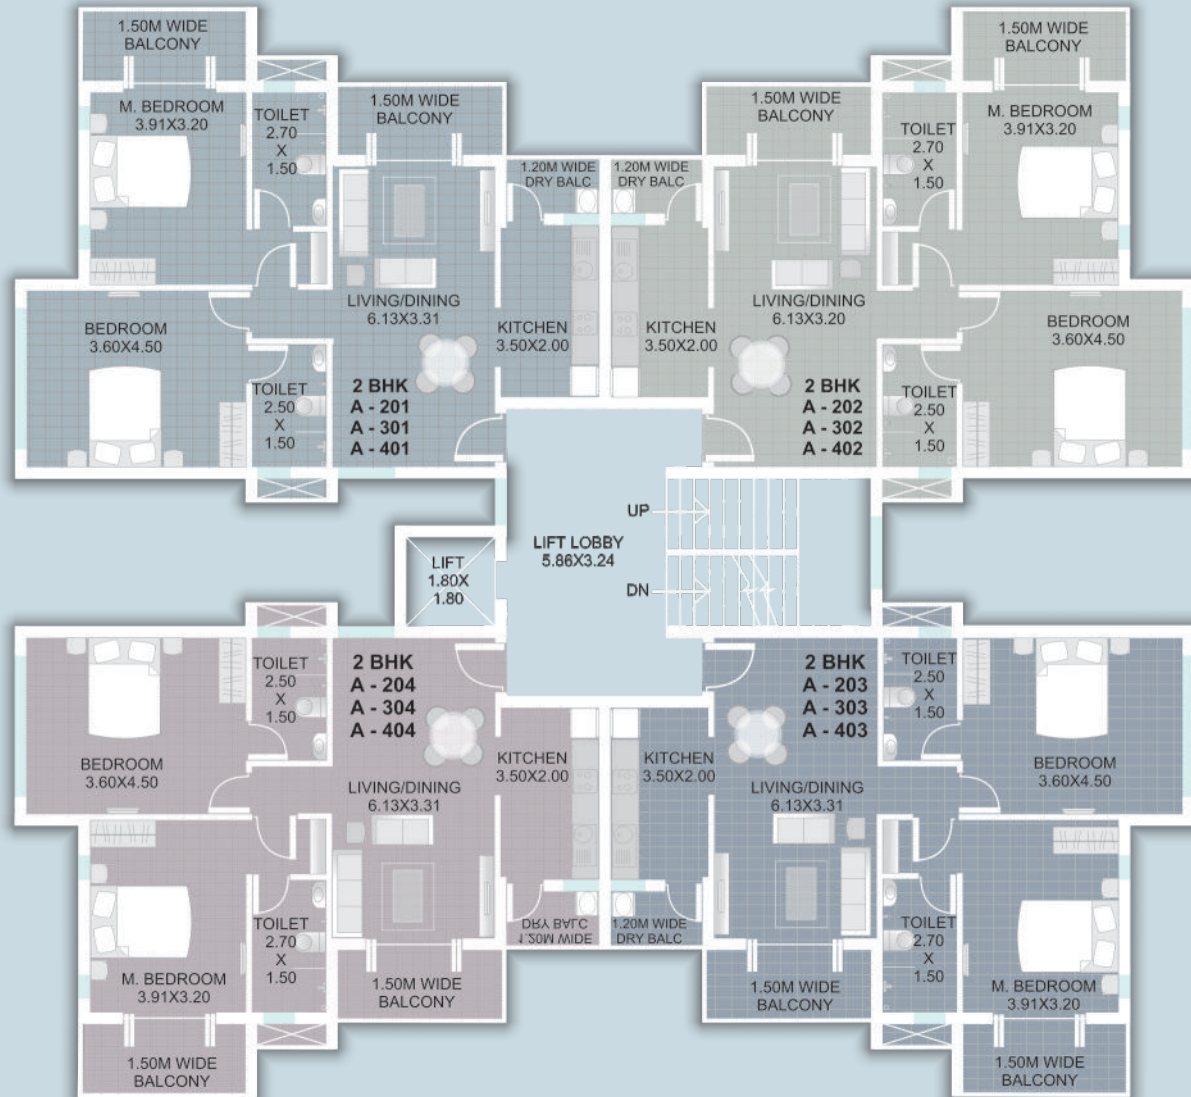 1.50M WIDE
BALCONY
M. BEDROOM
3.91X3.20
TOILET
2.70
X
1.50
1.50M WIDE
BALCONY
1.20M WIDE
DRY BALC
LIVING/DINING
6.13X3.31
KITCHEN
3.50X2.00
BEDROOM
3.60X4.50
TOILET
2.50
X
1.50
2 BHK
A - 201
A - 301
A - 401
1.50M WIDE
BALCONY
M. BEDROOM
3.91X3.20
TOILET
2.70
X
1.50
1.50M WIDE
BALCONY
1.20M WIDE
DRY BALC
LIVING/DINING
6.13X3.20
KITCHEN
3.50X2.00
BEDROOM
3.60X4.50
TOILET
2.50
X
1.50
2 BHK
A - 202
A - 302
A - 402
UP
LIFT LOBBY
5.86X3.24
DN
LIFT
1.80X
1.80
TOILET
2.50
X
1.50
2 BHK
A - 204
A - 304
A - 404
BEDROOM
3.60X4.50
KITCHEN
3.50X2.00
LIVING/DINING
6.13X3.31
TOILET
2.70
X
1.50
M. BEDROOM
3.91X3.20
DRY BALC
1.20M WIDE
1.50M WIDE
BALCONY
1.50M WIDE
BALCONY
2 BHK
A - 203
A - 303
A - 403
TOILET
2.50
X
1.50
KITCHEN
3.50X2.00
BEDROOM
3.60X4.50
LIVING/DINING
6.13X3.31
1.20M WIDE
DRY BALC
TOILET
2.70
X
1.50
M. BEDROOM
3.91X3.20
1.50M WIDE
BALCONY
1.50M WIDE
BALCONY